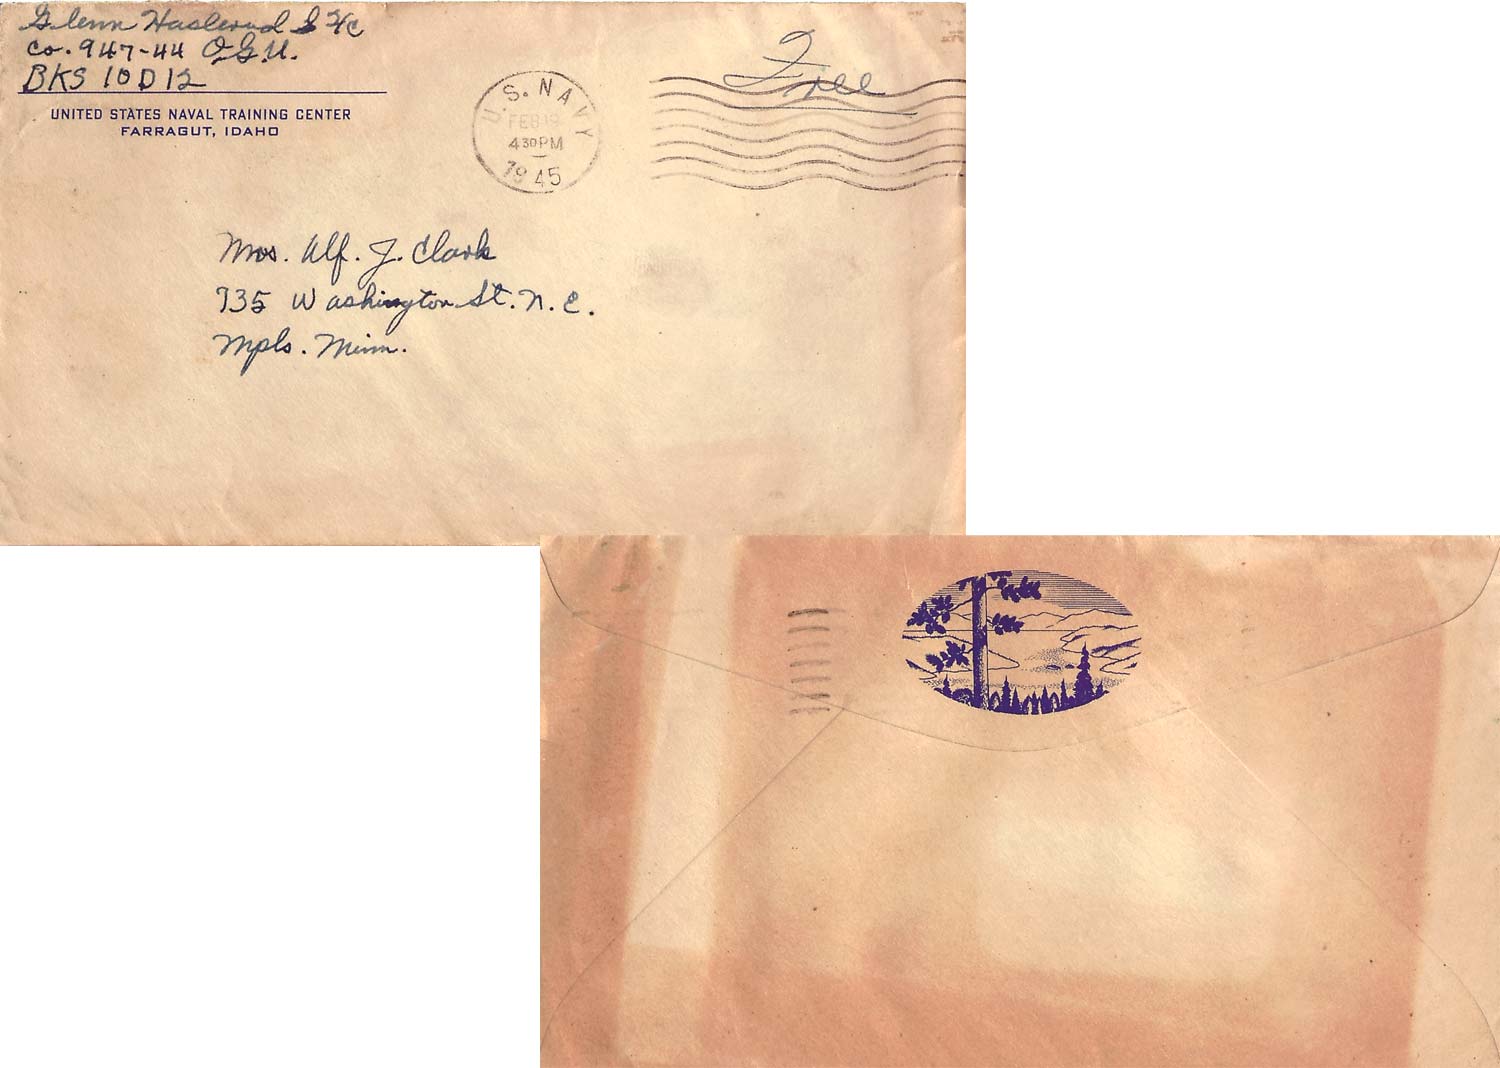 Glenn Haslerud S 2/c
Co. 947-44 O.G.U.
BKS 10 D 12
UNITED STATES NAVAL TRAINING CENTER
FARRAGUT, IDAHO
U.S. NAVY
FEB 19
4 30 PM
1945
Free
Mrs. Alf. J. Clark
735 Washington St. N.E.
Mpls. Minn.